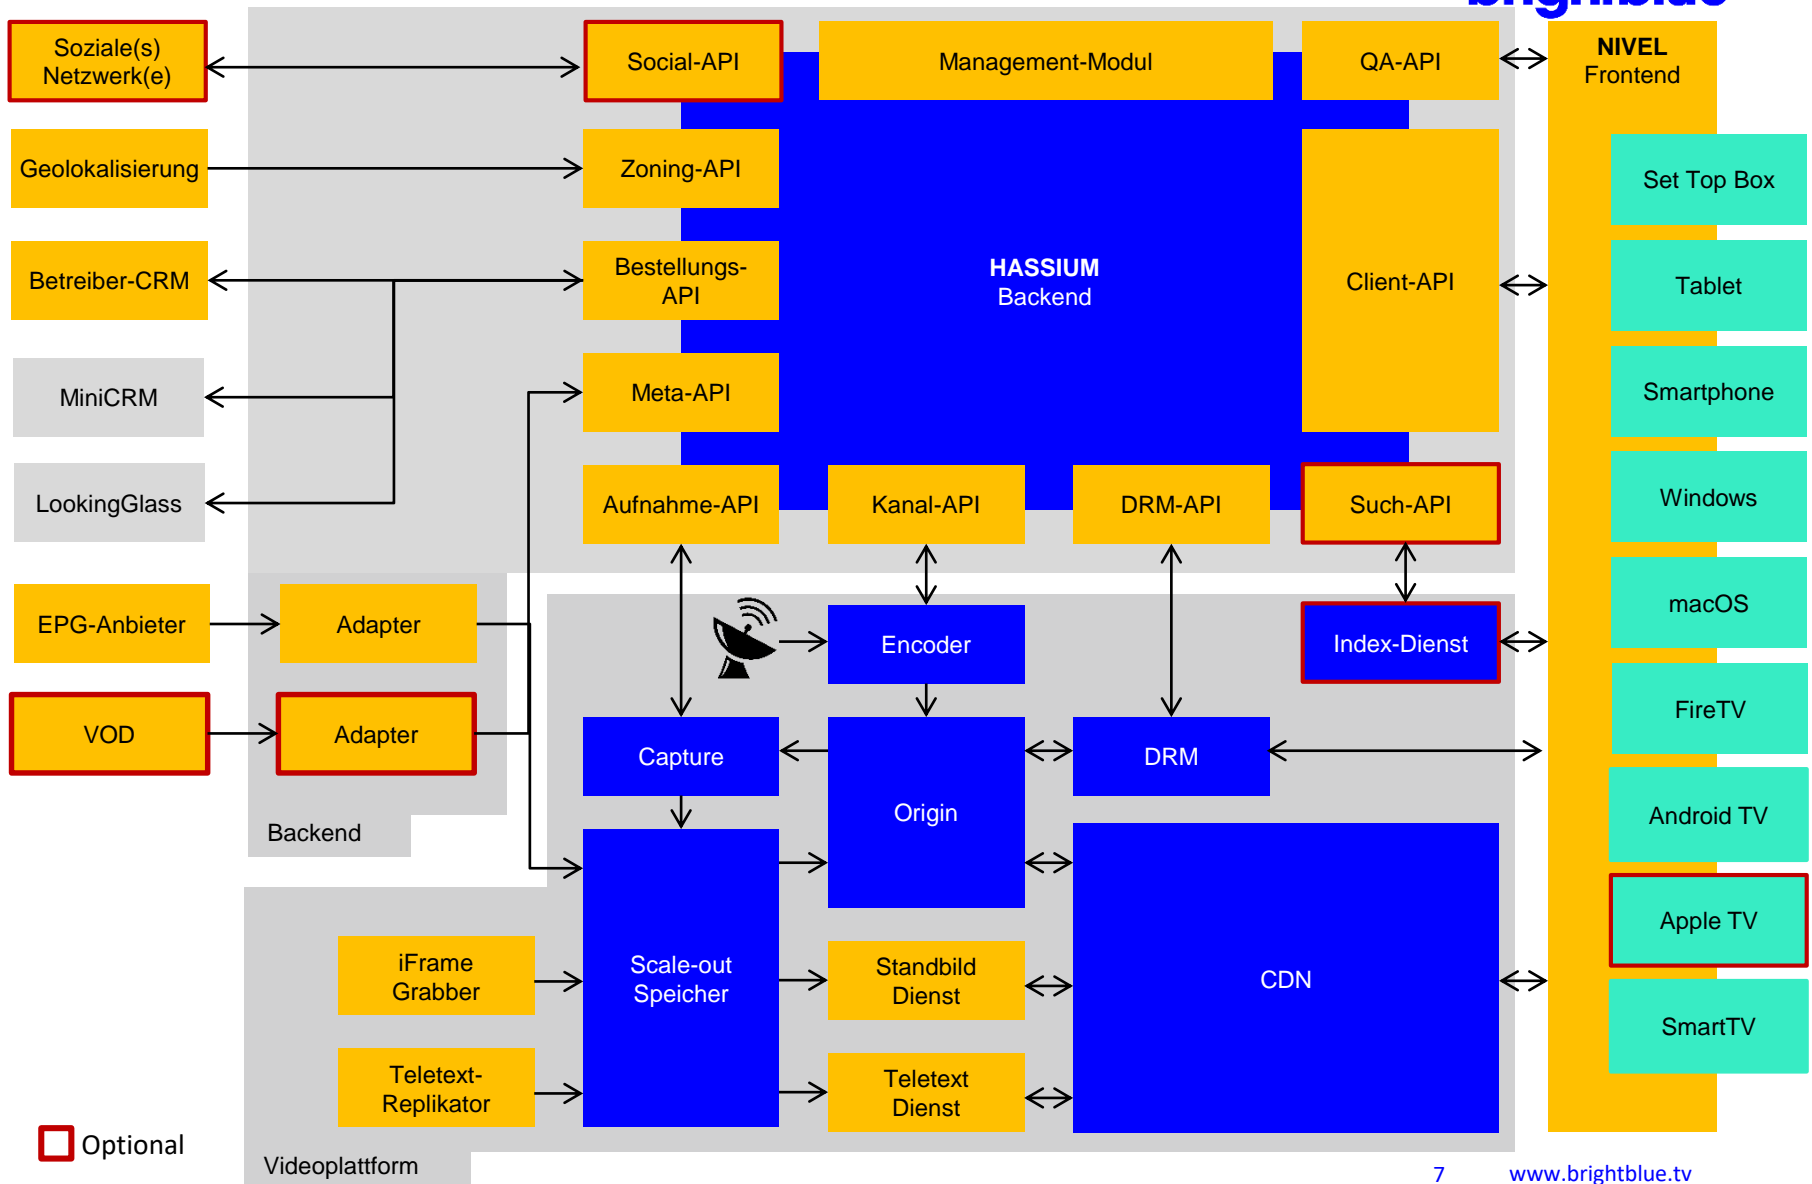 brightblue
Soziale(s)
Netzwerk(e)
Social-API
Management-Modul
QA-API
NIVEL
Frontend
Geolokalisierung
Zoning-API
Set Top Box
Betreiber-CRM
Bestellungs-
API
HASSIUM
Backend
Client-API
Tablet
MiniCRM
Meta-API
Smartphone
LookingGlass
Aufnahme-API
Kanal-API
DRM-API
Such-API
Windows
EPG-Anbieter
Adapter
Encoder
Index-Dienst
macOS
VOD
Adapter
Capture
Origin
DRM
FireTV
Backend
Android TV
Apple TV
iFrame
Grabber
Scale-out
Speicher
Standbild
Dienst
CDN
SmartTV
Teletext-
Replikator
Teletext
Dienst
Optional
Videoplattform
7
www.brightblue.tv